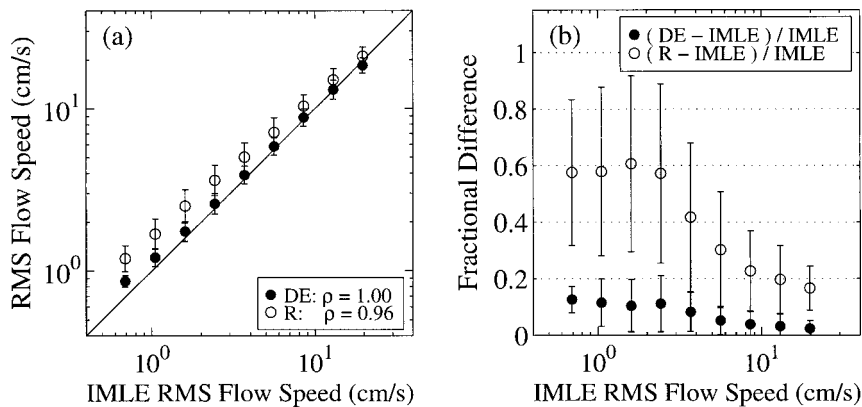 (a)
RMS Flow Speed (cm/s)
10^1
10^0
DE: ρ = 1.00
R: ρ = 0.96
10^0 10^1
IMLE RMS Flow Speed (cm/s)
(b)
(DE − IMLE) / IMLE
(R − IMLE) / IMLE
Fractional Difference
1
0.8
0.6
0.4
0.2
0
10^0 10^1
IMLE RMS Flow Speed (cm/s)